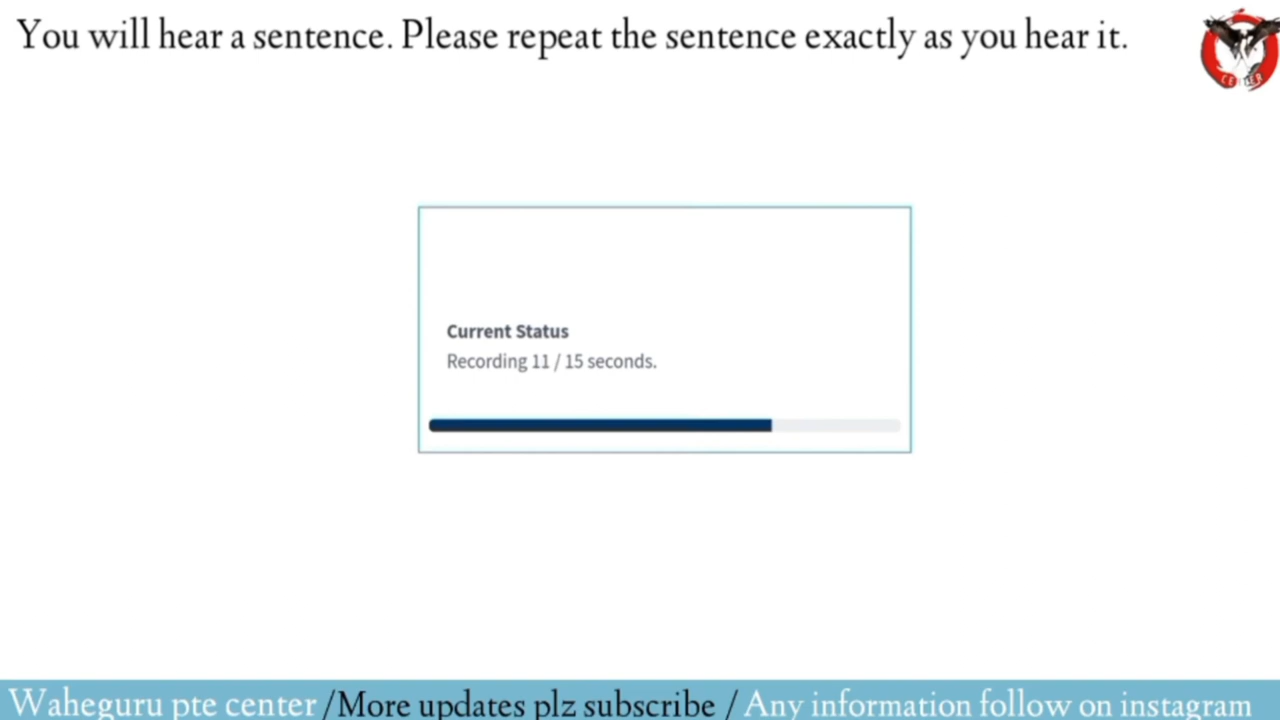 You will hear a sentence. Please repeat the sentence exactly as you hear it.
CENTER
Current Status
Recording 11 / 15 seconds.
Waheguru pte center /More updates plz subscribe / Any information follow on instagram